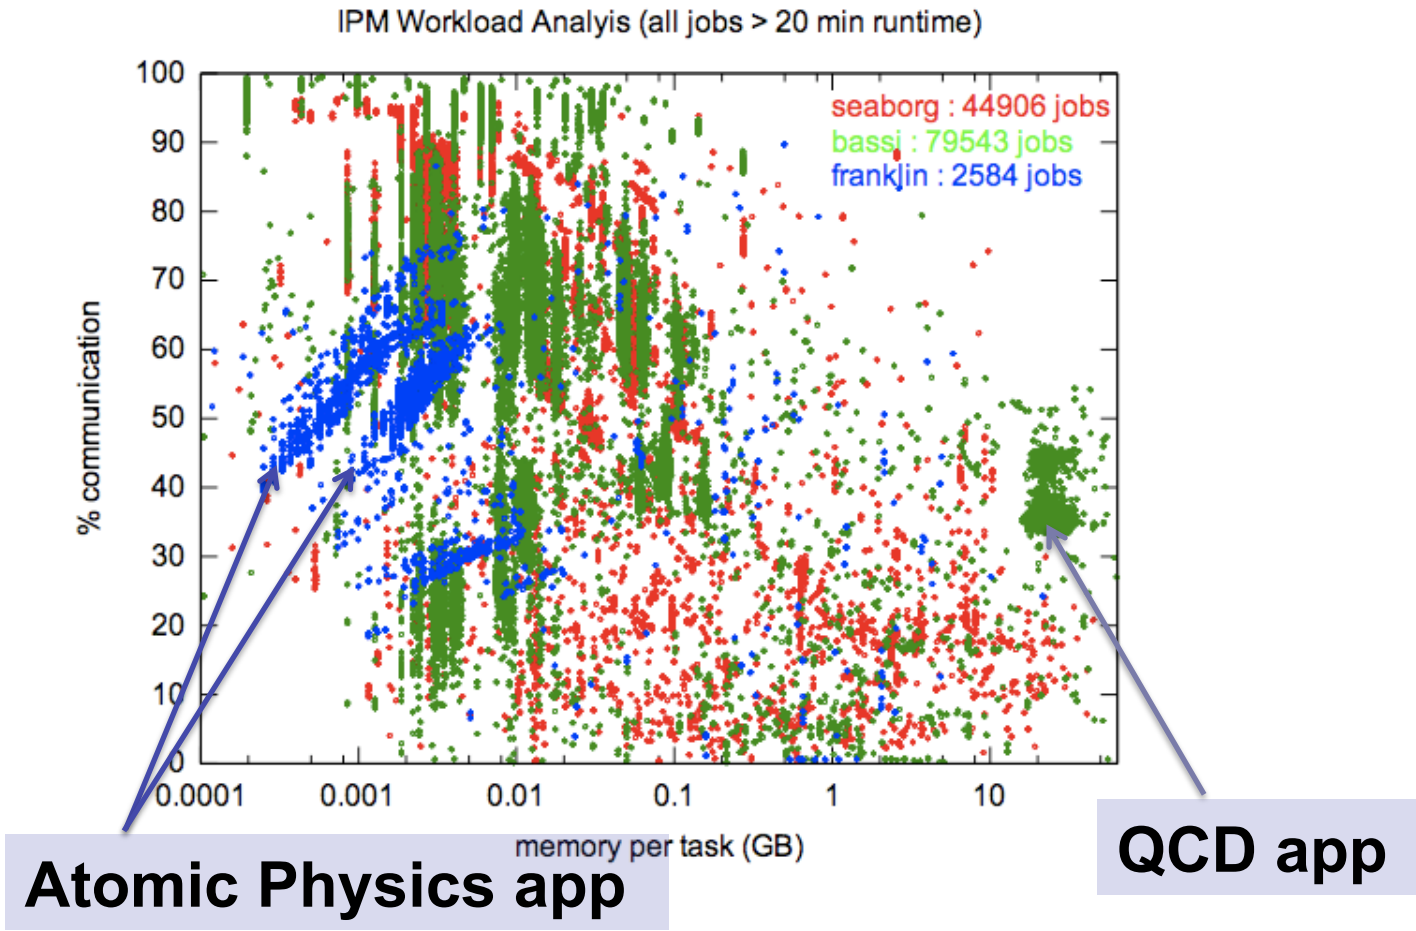 IPM Workload Analyis (all jobs > 20 min runtime)
seaborg : 44906 jobs
bassi : 79543 jobs
franklin : 2584 jobs
% communication
100
90
80
70
60
50
40
30
20
10
0
0.0001 0.001 0.01 0.1 1 10
memory per task (GB)
Atomic Physics app
QCD app